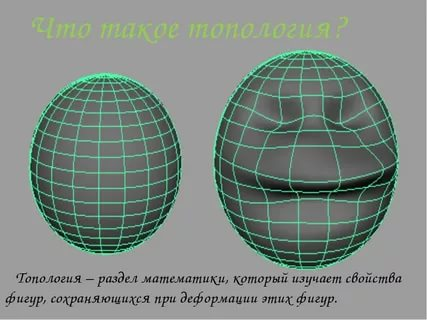 Что такое топология?
Топология – раздел математики, который изучает свойства
фигур, сохраняющихся при деформации этих фигур.